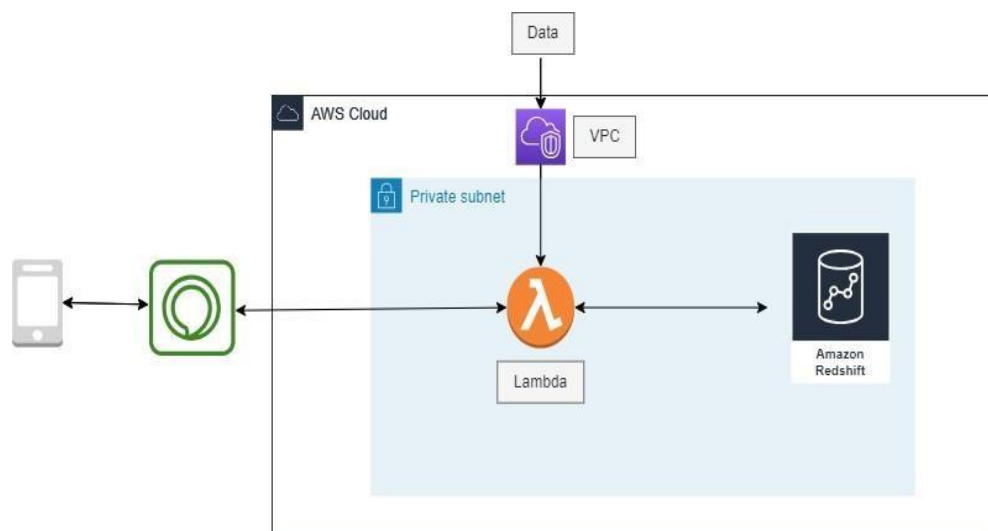 Data
AWS Cloud
VPC
Private subnet
λ
Lambda
Amazon
Redshift